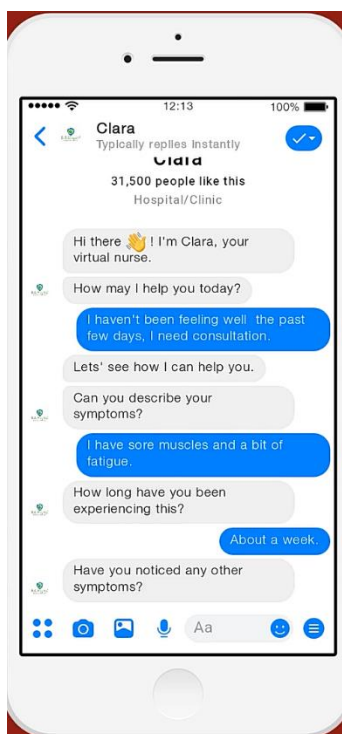 12:13
100%
Clara
Typically replies instantly
Clara
31,500 people like this
Hospital/Clinic
Hi there 👋 ! I'm Clara, your
virtual nurse.
How may I help you today?
I haven't been feeling well the past
few days, I need consultation.
Lets' see how I can help you.
Can you describe your
symptoms?
I have sore muscles and a bit of
fatigue.
How long have you been
experiencing this?
About a week.
Have you noticed any other
symptoms?
Aa